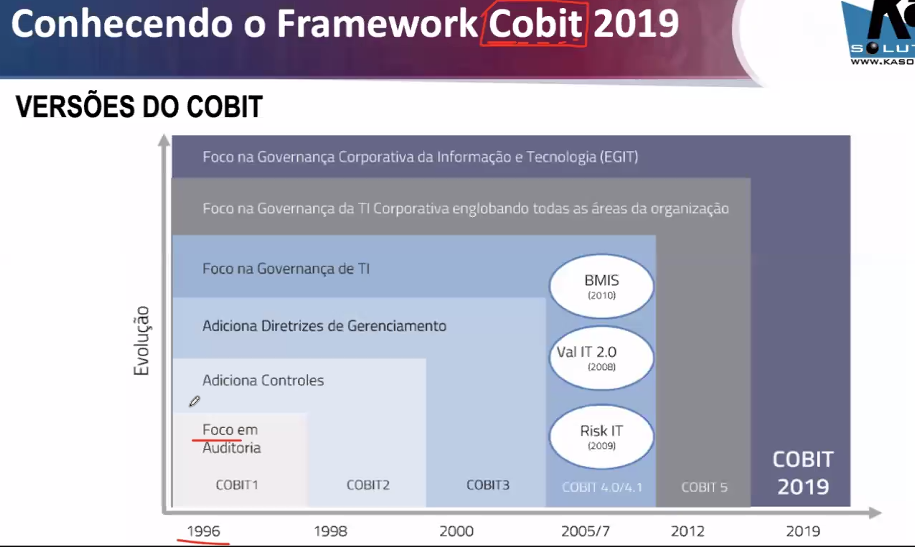 Conhecendo o Framework Cobit 2019
WWW.KASO
VERSÕES DO COBIT
Foco na Governança Corporativa da Informação e Tecnologia (EGIT)
Foco na Governança da TI Corporativa englobando todas as áreas da organização
Foco na Governança de TI
BMIS
(2010)
Adiciona Diretrizes de Gerenciamento
Val IT 2.0
(2008)
Adiciona Controles
Foco em
Auditoria
Risk IT
(2009)
Evolução
COBIT1
COBIT2
COBIT3
COBIT 4.0/4.1
COBIT 5
COBIT
2019
1996
1998
2000
2005/7
2012
2019